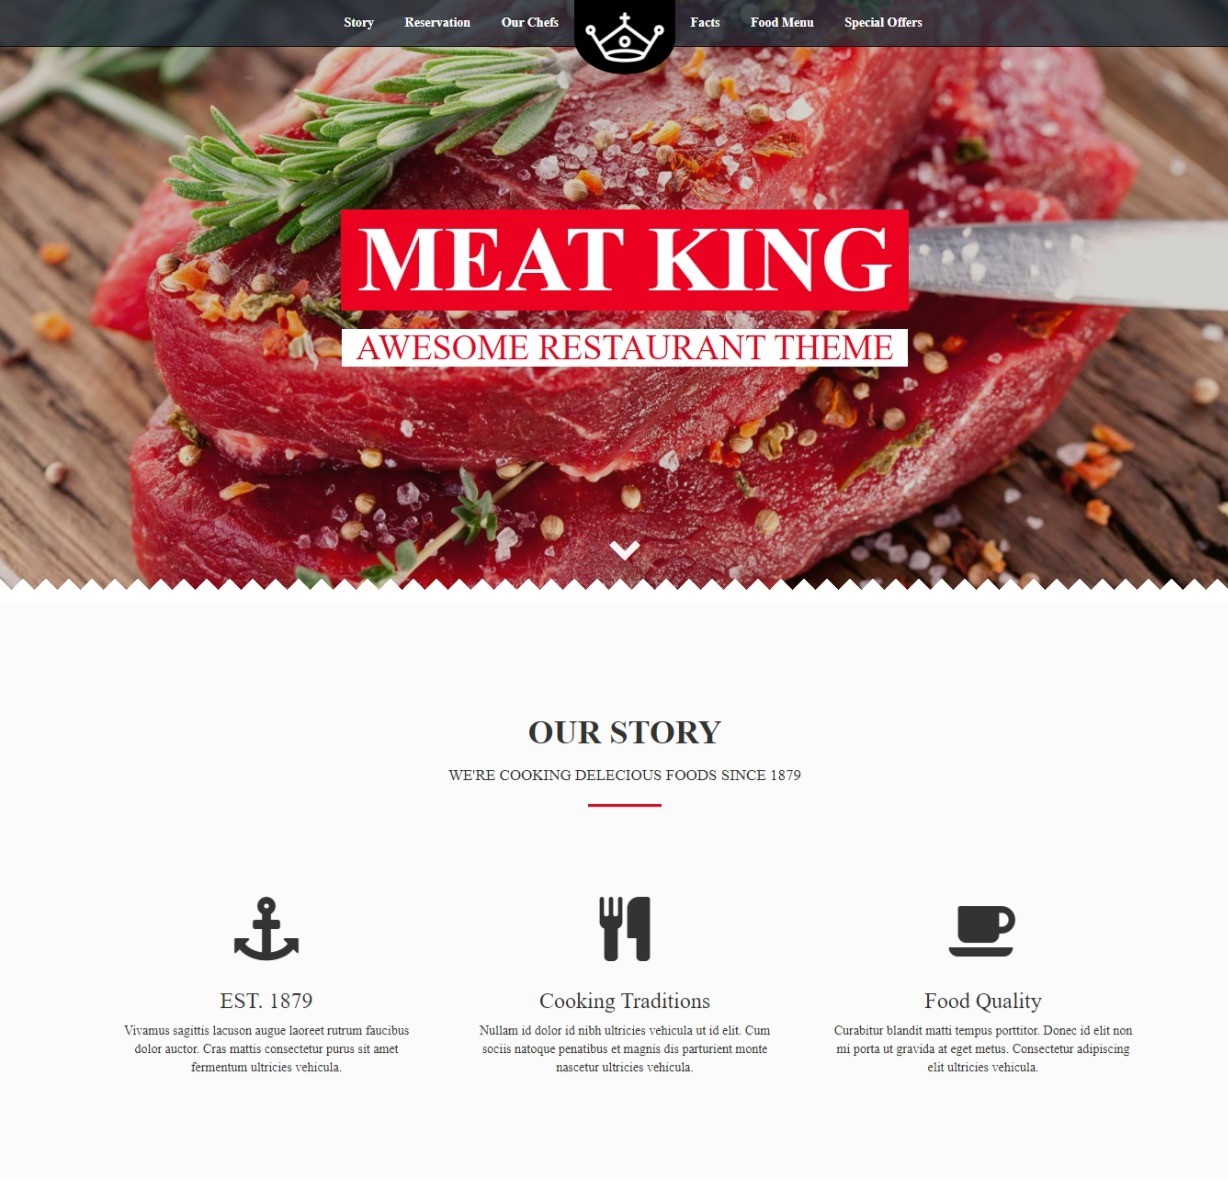 Story Reservation Our Chefs Facts Food Menu Special Offers
MEAT KING
AWESOME RESTAURANT THEME
OUR STORY
WE'RE COOKING DELECIOUS FOODS SINCE 1879
EST. 1879
Vivamus sagittis lacuson augue laoreet rutrum faucibus
dolor auctor. Cras mattis consectetur purus sit amet
fermentum ultricies vehicula.
Cooking Traditions
Nullam id dolor id nibh ultricies vehicula ut id elit. Cum
sociis natoque penatibus et magnis dis parturient monte
nascetur ultricies vehicula.
Food Quality
Curabitur blandit matti tempus porttitor. Donec id elit non
mi porta ut gravida at eget metus. Consectetur adipiscing
elit ultricies vehicula.